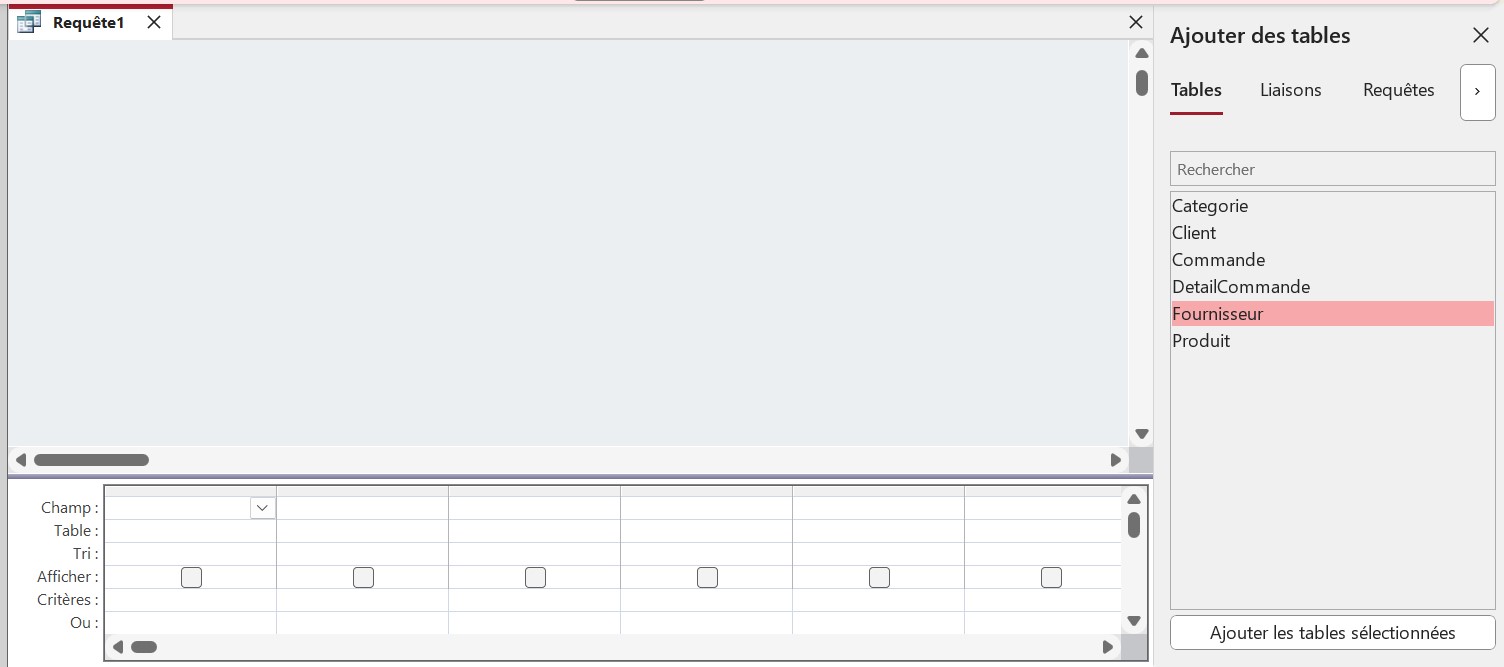 Requête1
Ajouter des tables
Tables Liaisons Requêtes
Rechercher
Categorie
Client
Commande
DetailCommande
Fournisseur
Produit
Ajouter les tables sélectionnées
Champ :
Table :
Tri :
Afficher :
Critères :
Ou :